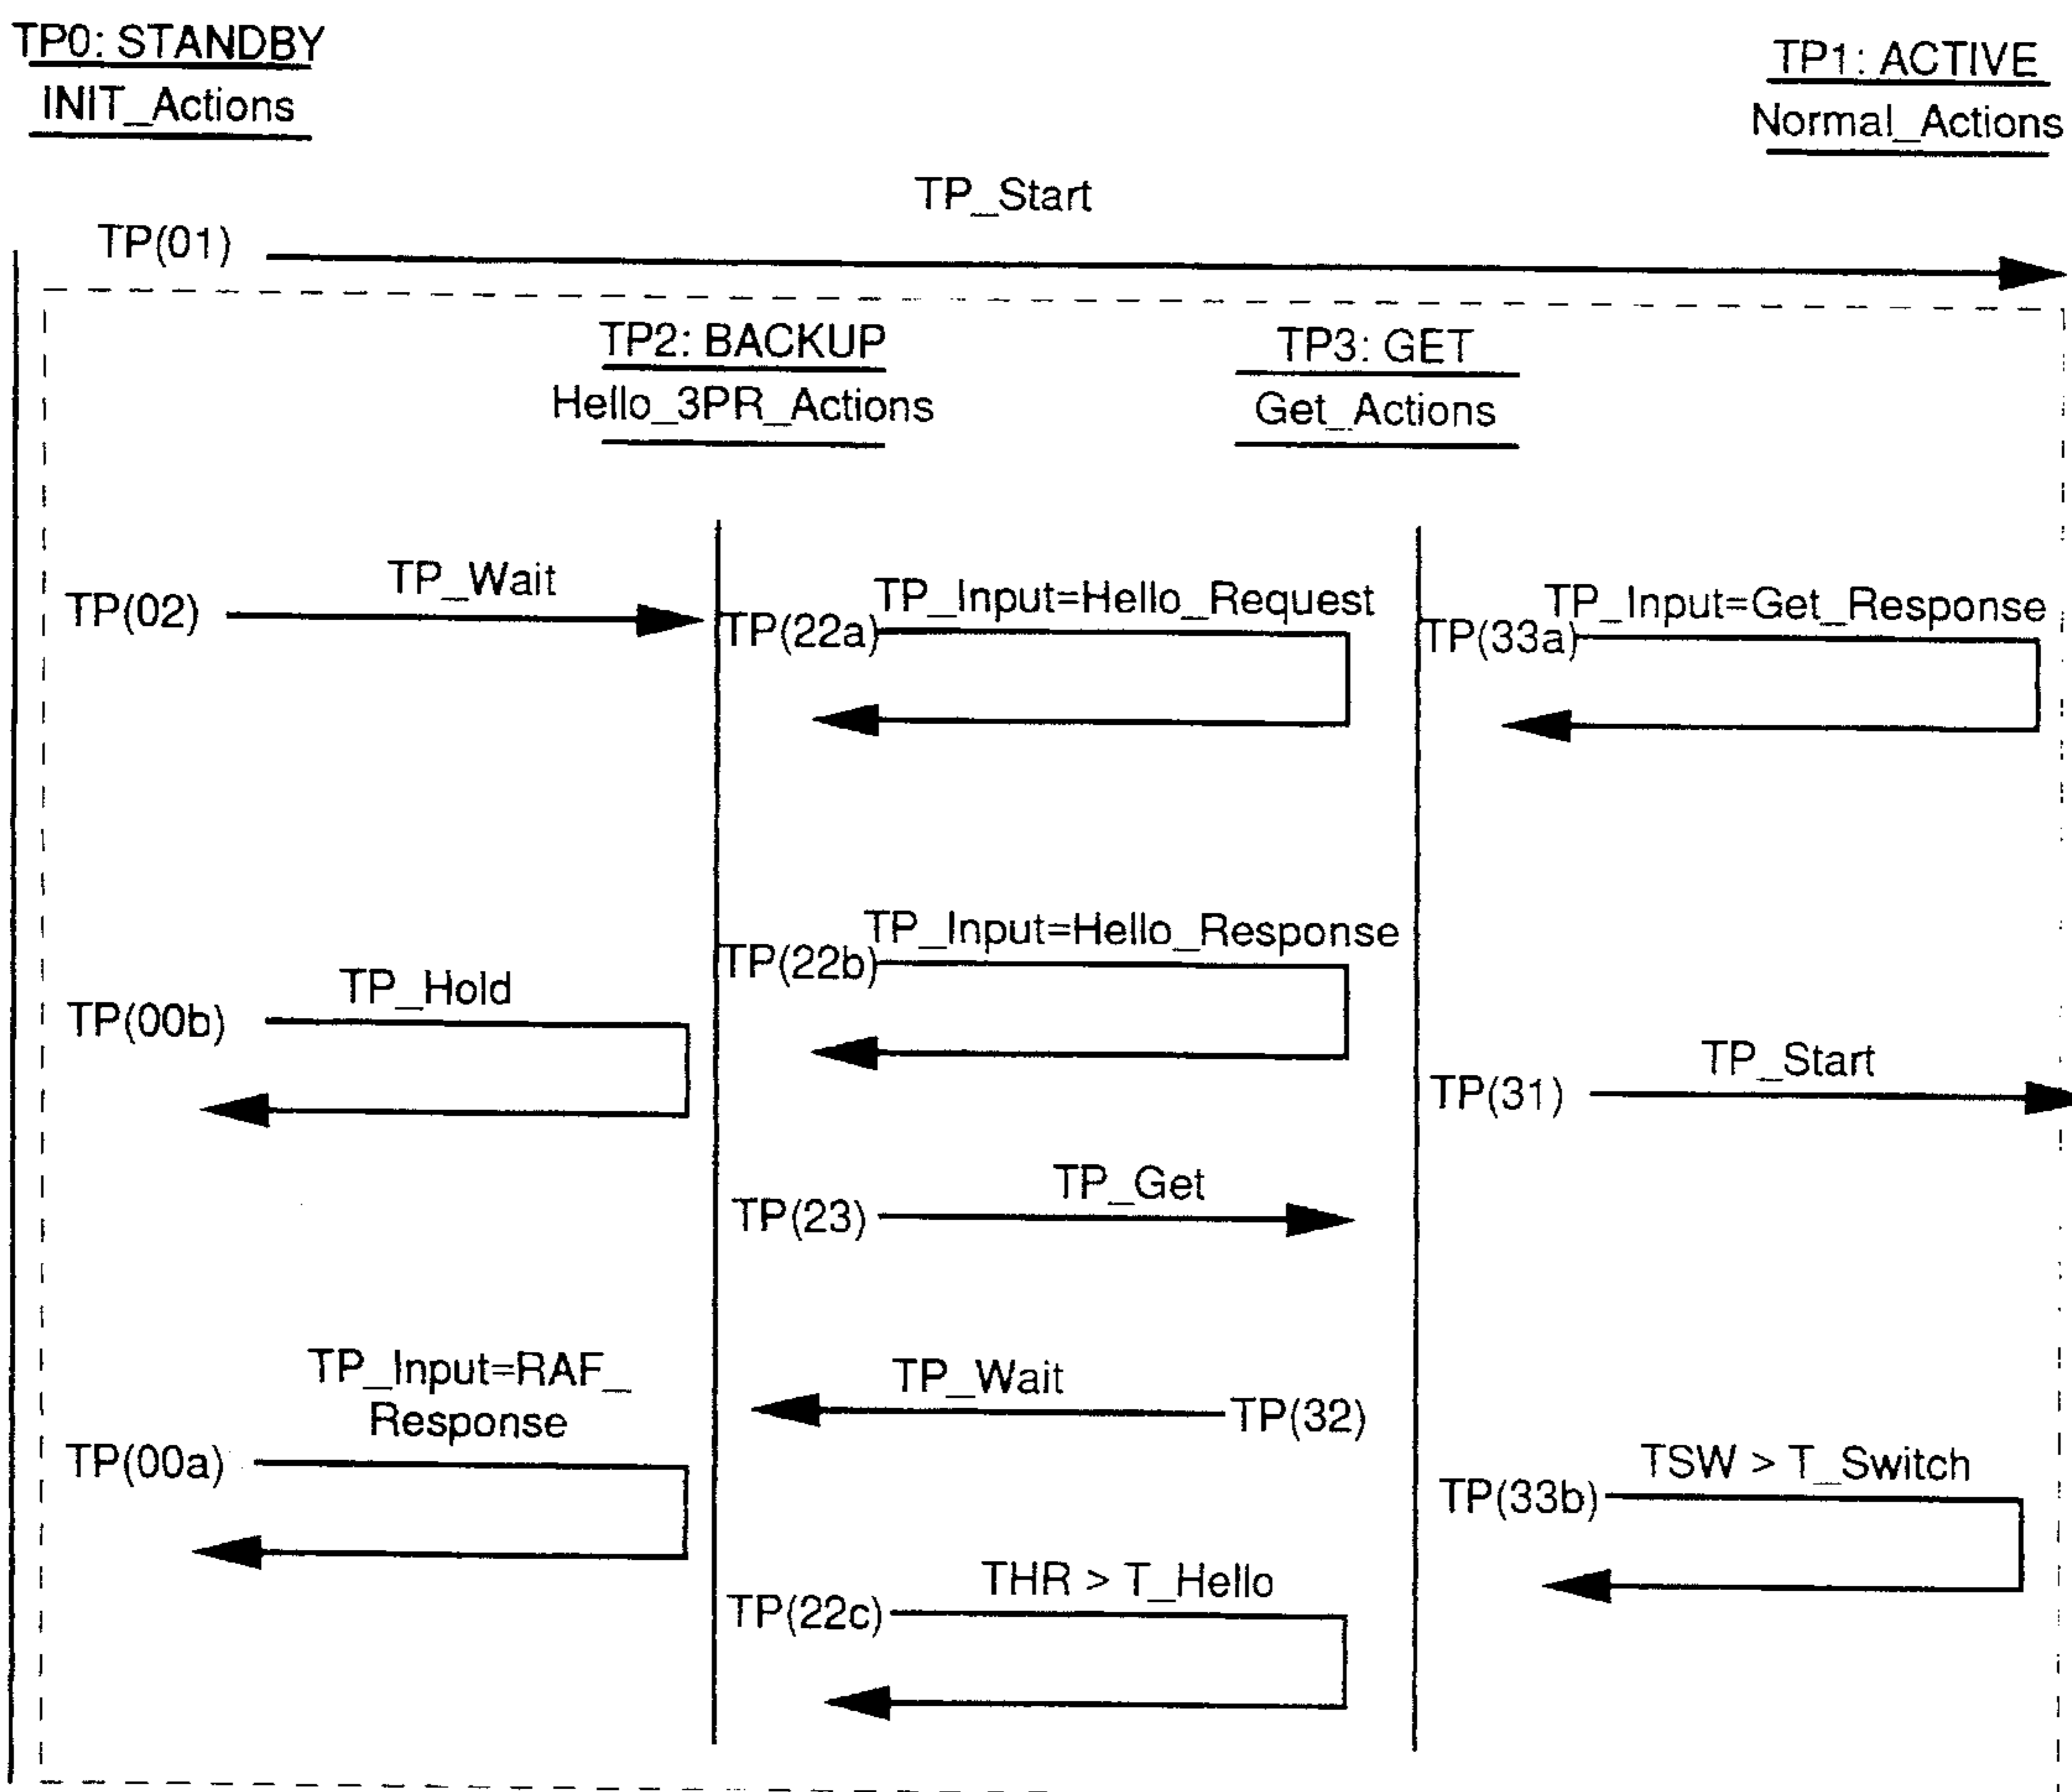 TP0: STANDBY
INIT_Actions
TP1: ACTIVE
Normal_Actions
TP_Start
TP(01)
TP2: BACKUP
Hello_3PR_Actions
TP3: GET
Get_Actions
TP_Wait
TP(02)
TP_Input=Hello_Request
TP(22a)
TP_Input=Get_Response
TP(33a)
TP_Input=Hello_Response
TP(22b)
TP_Hold
TP(00b)
TP_Start
TP(31)
TP_Get
TP(23)
TP_Input=RAF_
Response
TP(00a)
TP_Wait
TP(32)
TSW > T_Switch
TP(33b)
THR > T_Hello
TP(22c)